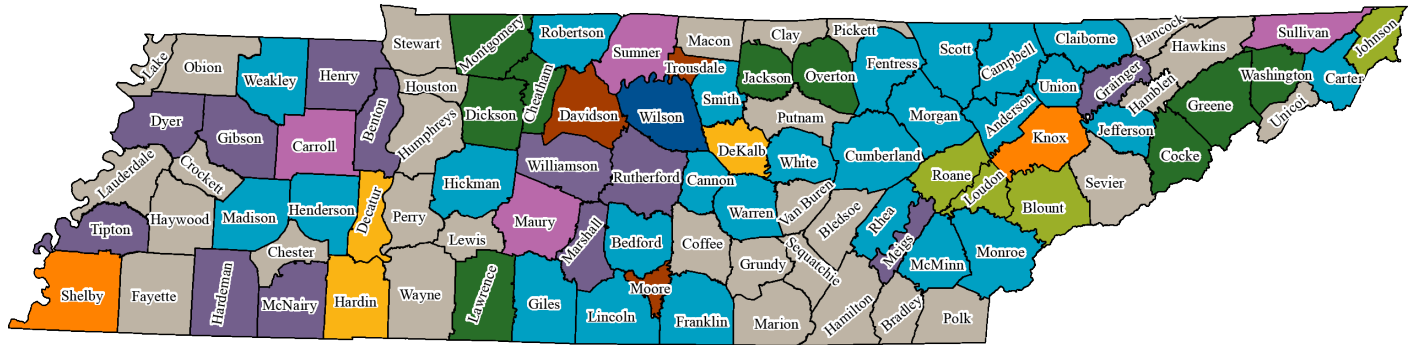 Lake
Obion
Weakley
Henry
Stewart
Montgomery
Robertson
Sumner
Macon
Clay
Pickett
Trousdale
Fentress
Scott
Campbell
Claiborne
Hancock
Hawkins
Sullivan
Johnson
Houston
Dickson
Cheatham
Davidson
Wilson
Smith
Jackson
Overton
Union
Grainger
Hamblen
Washington
Carter
Dyer
Gibson
Carroll
Benton
Humphreys
Putnam
Morgan
Anderson
Knox
Jefferson
Greene
Unicoi
Lauderdale
Crockett
Hickman
Williamson
Rutherford
DeKalb
White
Cumberland
Roane
Loudon
Blount
Sevier
Cocke
Tipton
Haywood
Madison
Henderson
Decatur
Perry
Lewis
Maury
Marshall
Bedford
Cannon
Warren
Van Buren
Bledsoe
Rhea
Meigs
McMinn
Monroe
Chester
Coffee
Grundy
Sequatchie
Shelby
Fayette
Hardeman
McNairy
Hardin
Wayne
Lawrence
Giles
Lincoln
Moore
Franklin
Marion
Hamilton
Bradley
Polk